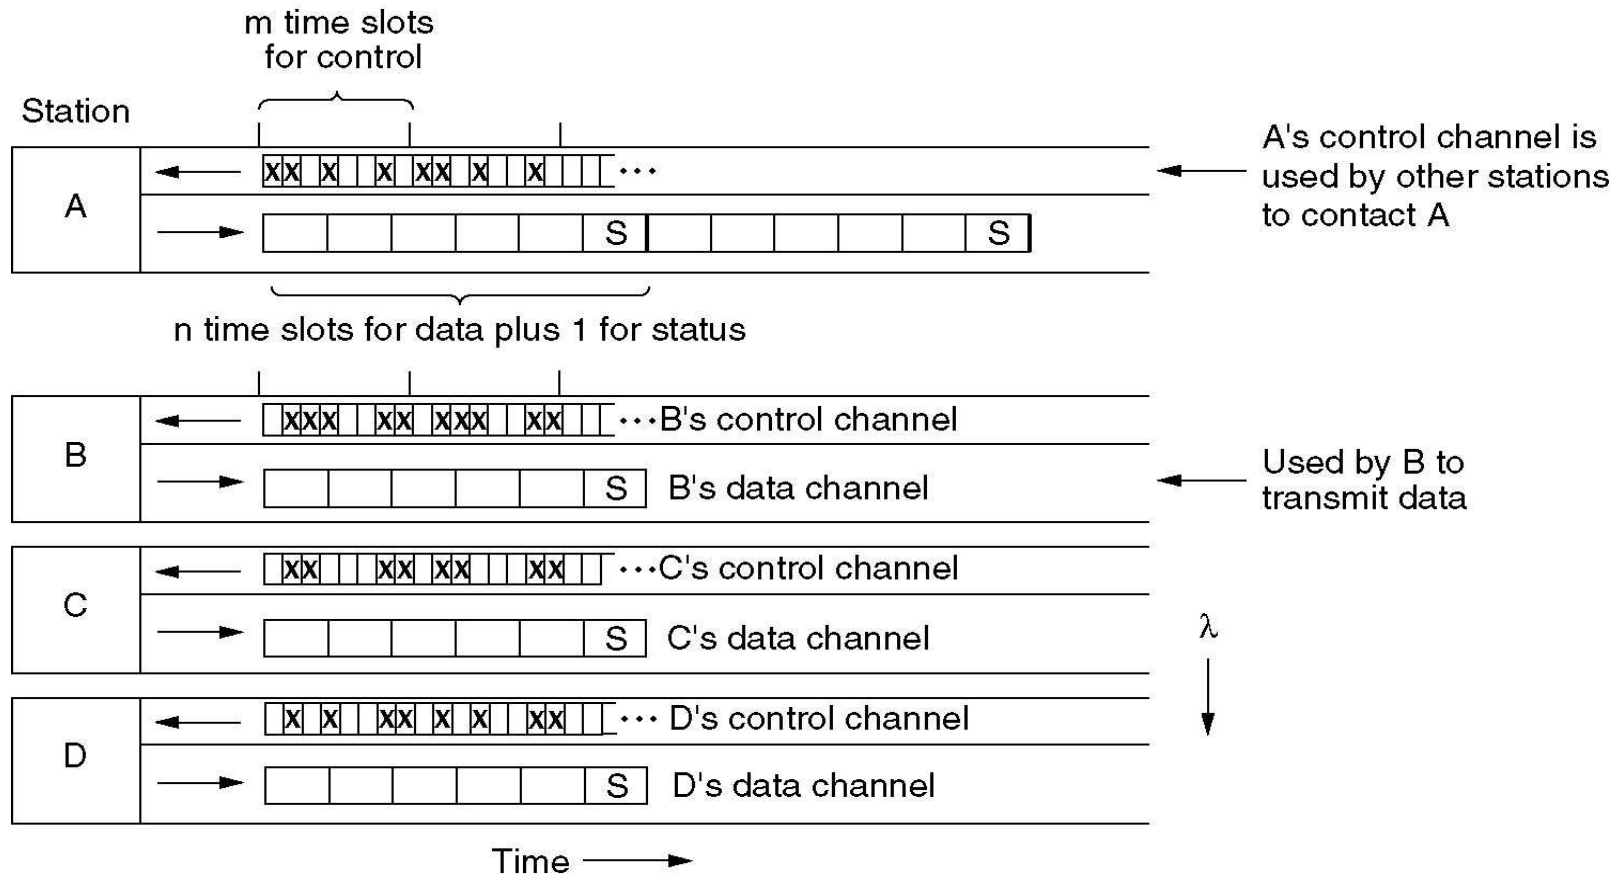 m time slots
for control
Station
A's control channel is
used by other stations
to contact A
A
X X X X X X X X ...
S S
n time slots for data plus 1 for status
B
X X X X X X X X X X ... B's control channel
S B's data channel
Used by B to
transmit data
C
X X X X X X X X ... C's control channel
S C's data channel
λ
D
X X X X X X X X ... D's control channel
S D's data channel
Time